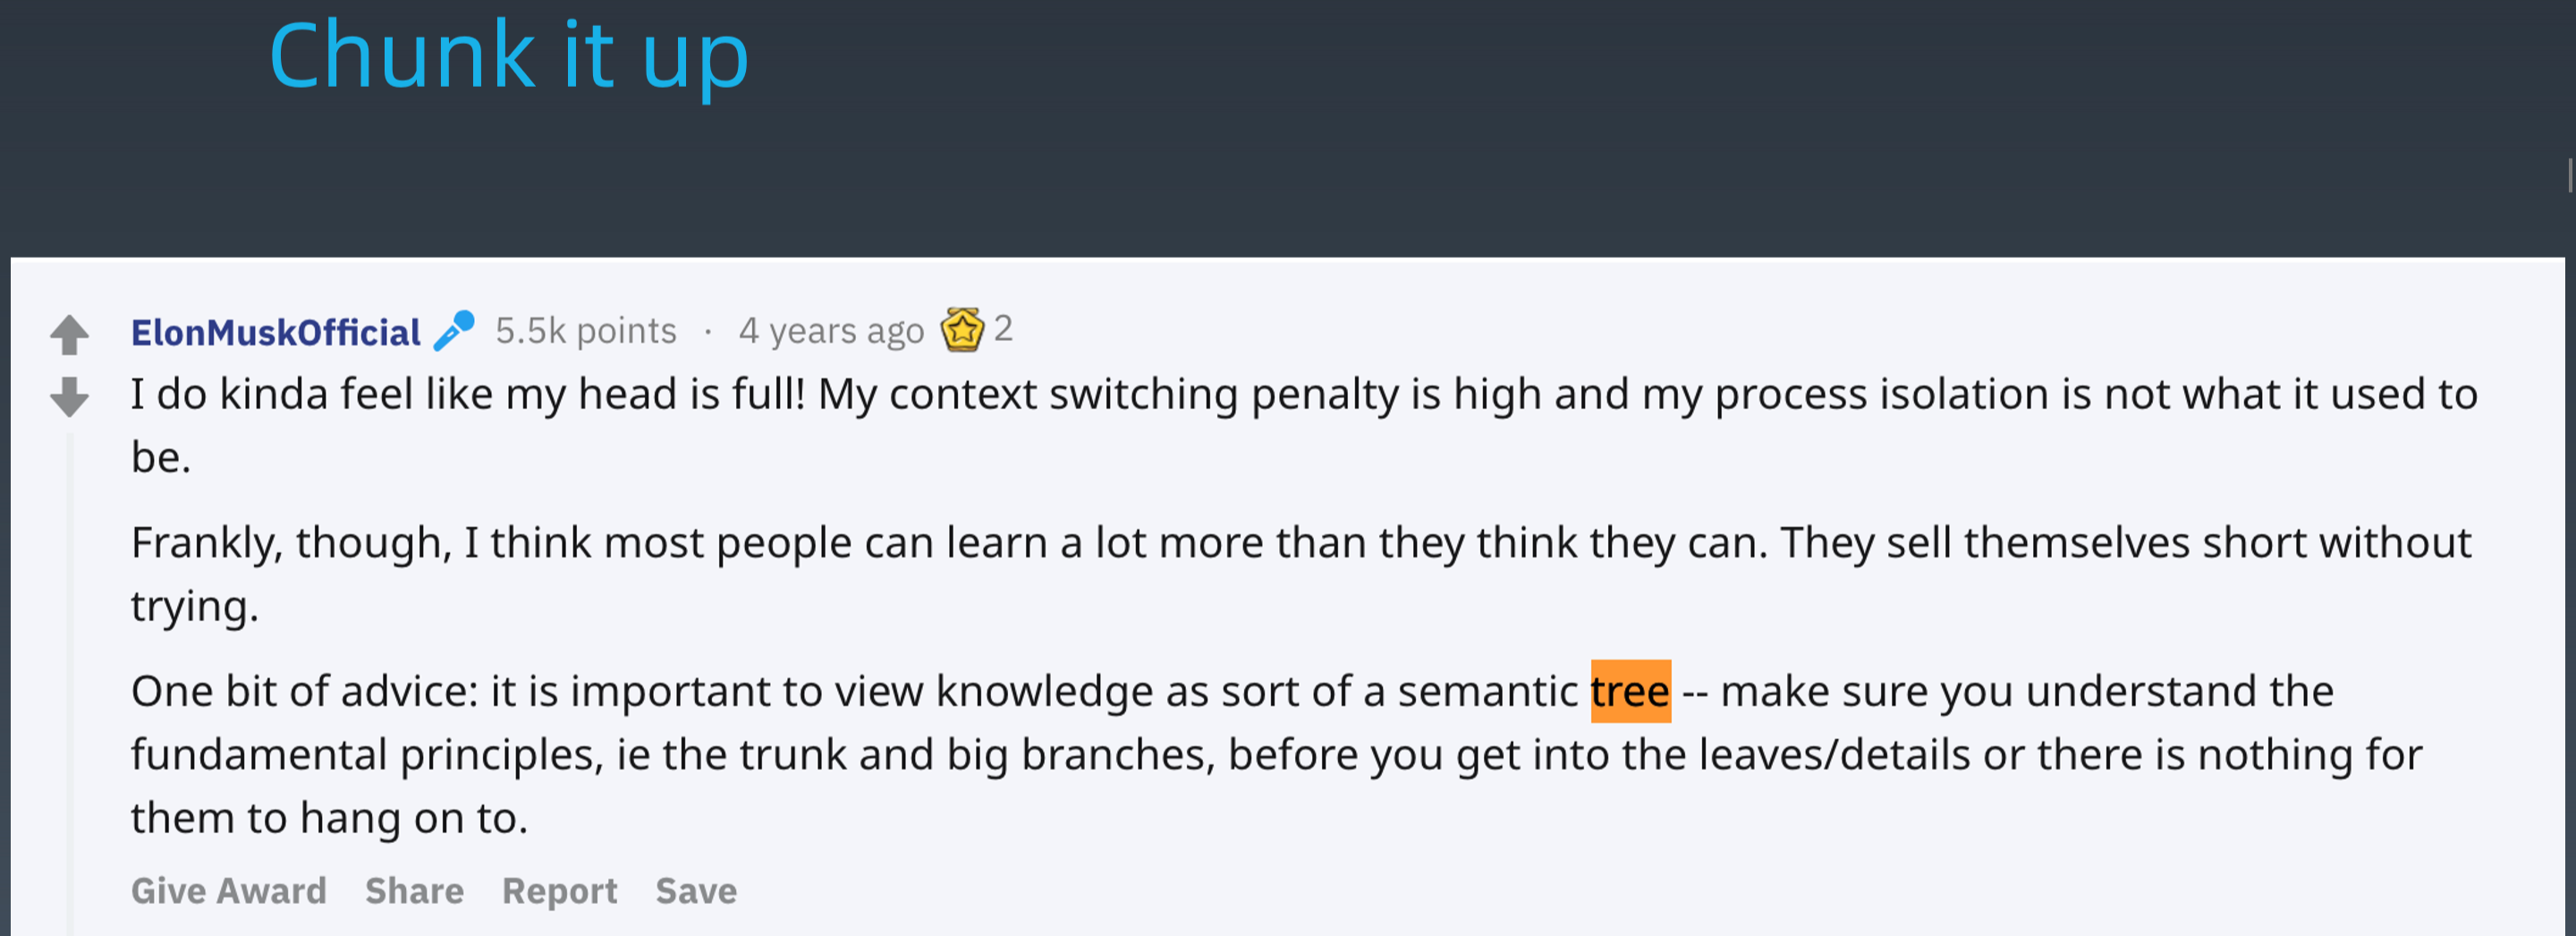 Chunk it up
ElonMuskOfficial 5.5k points · 4 years ago 2
I do kinda feel like my head is full! My context switching penalty is high and my process isolation is not what it used to
be.
Frankly, though, I think most people can learn a lot more than they think they can. They sell themselves short without
trying.
One bit of advice: it is important to view knowledge as sort of a semantic tree -- make sure you understand the
fundamental principles, ie the trunk and big branches, before you get into the leaves/details or there is nothing for
them to hang on to.
Give Award Share Report Save